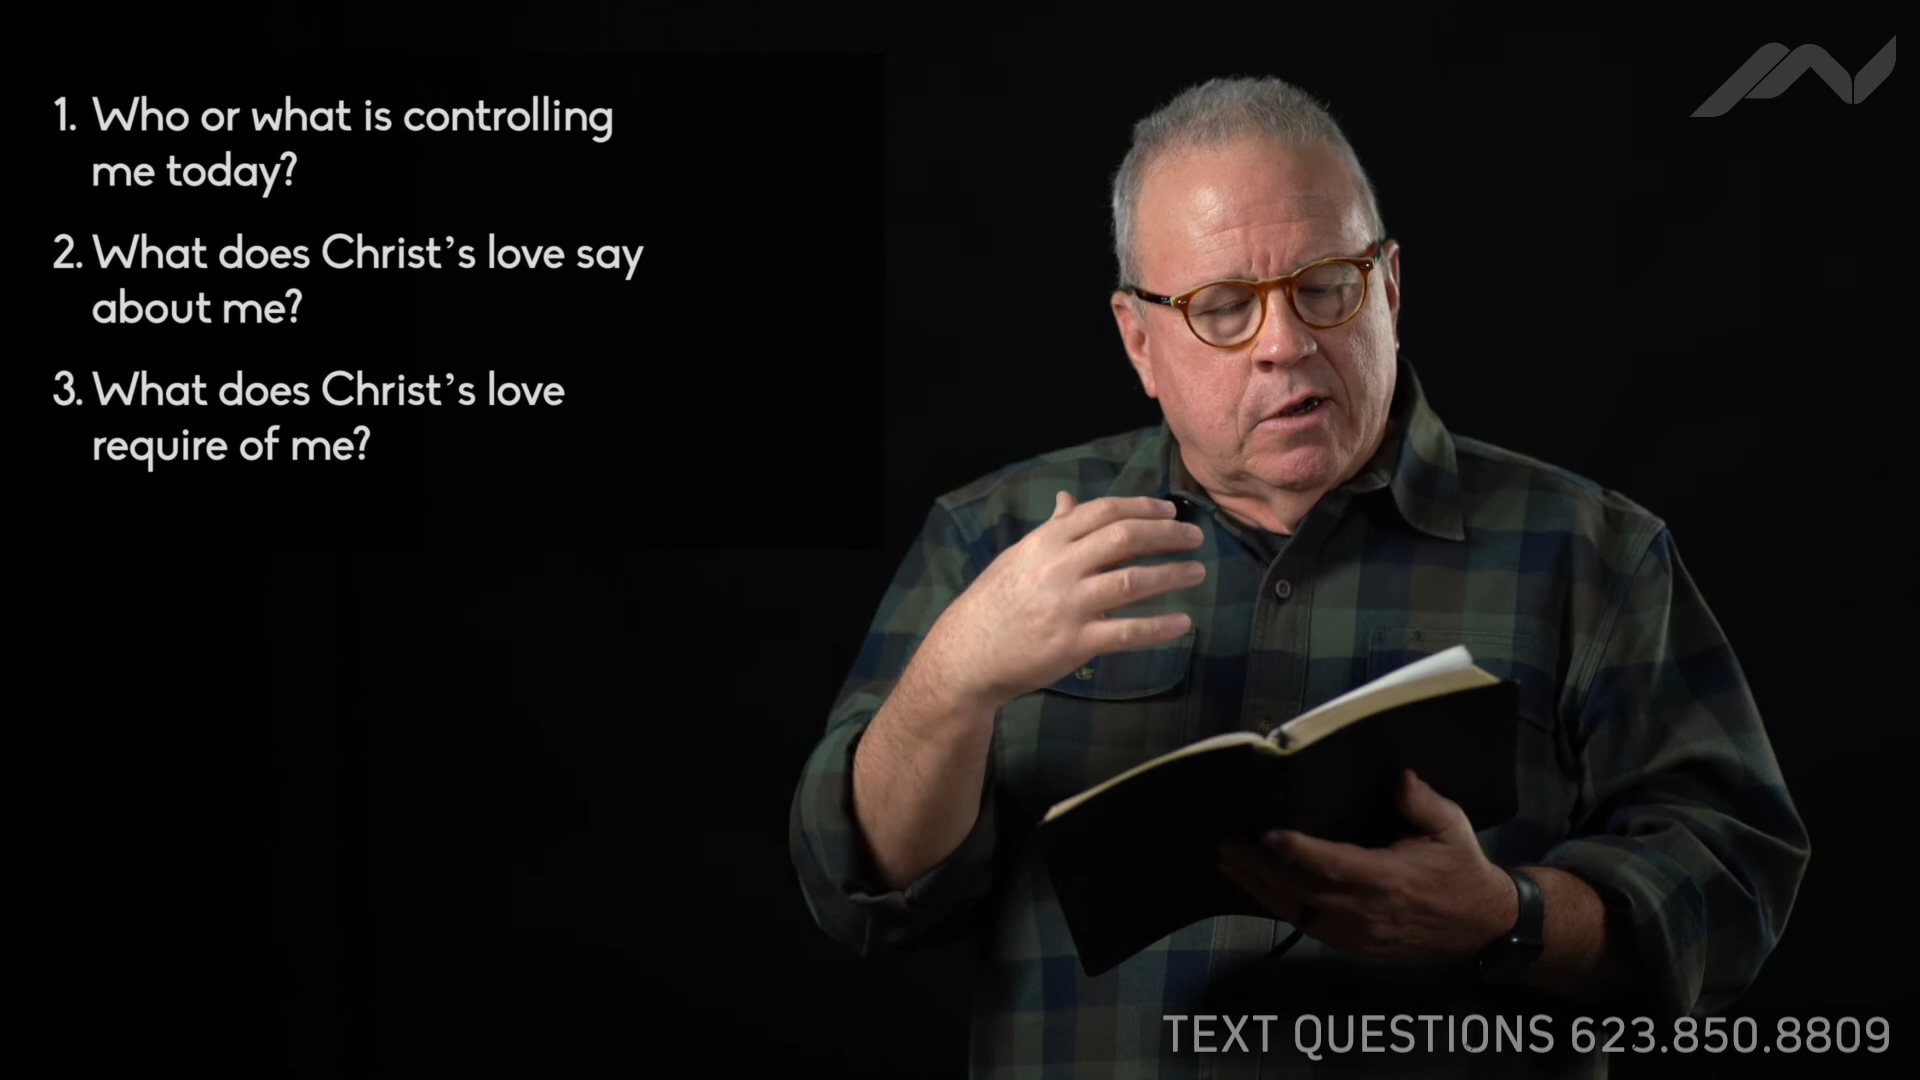 1. Who or what is controlling
me today?
2. What does Christ's love say
about me?
3. What does Christ's love
require of me?
TEXT QUESTIONS 623.850.8809